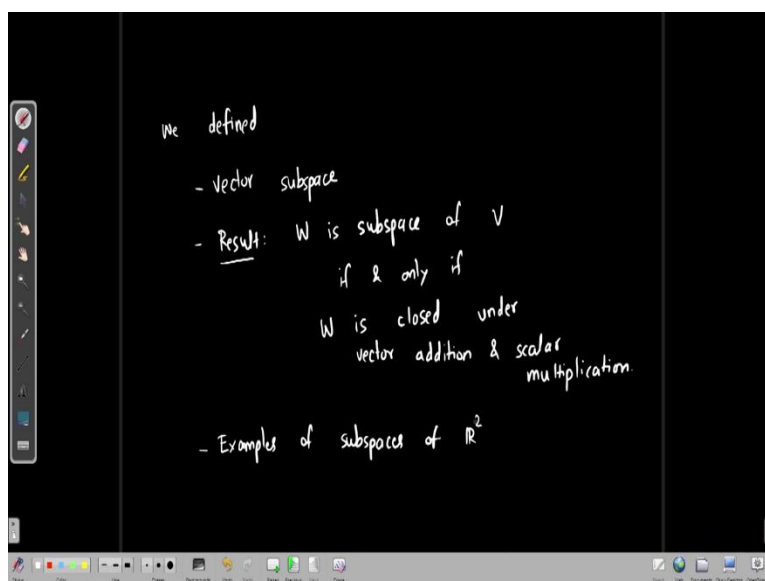 We defined
- Vector subspace
- Result: W is subspace of V
if & only if
W is closed under
vector addition & scalar
multiplication.
- Examples of subspaces of ℝ²